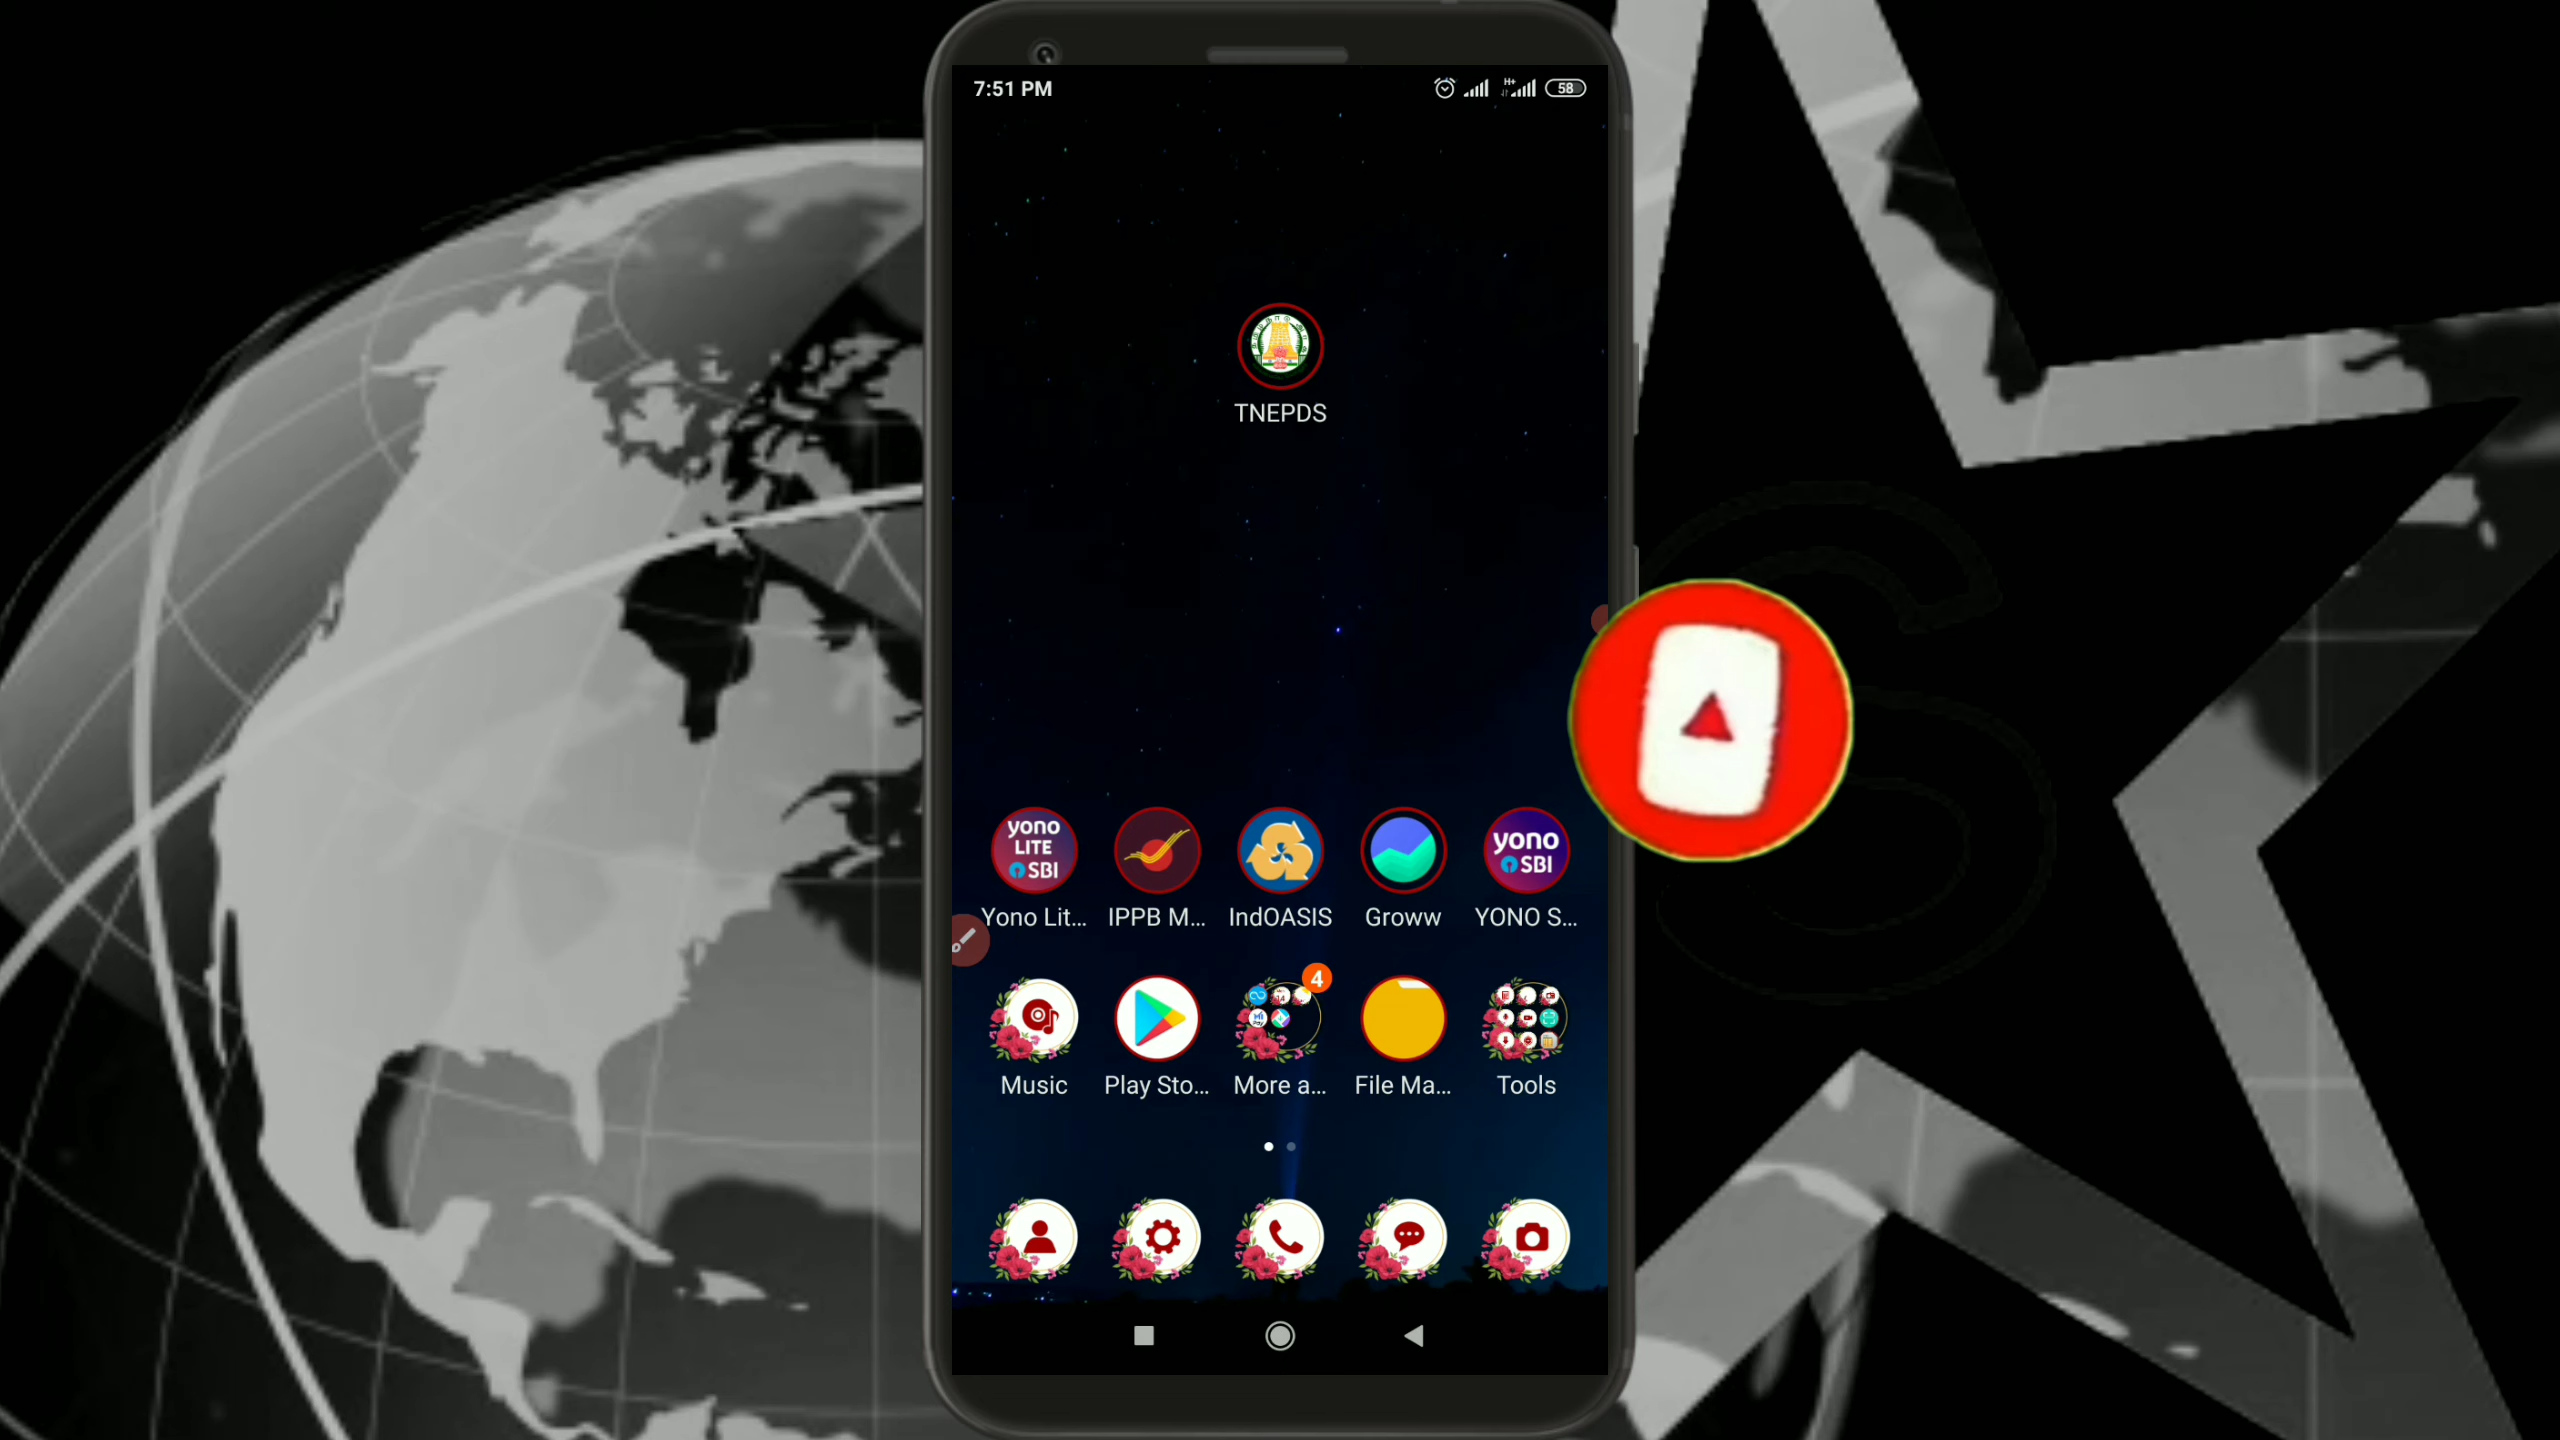 7:51 PM
H+
58
TNEPDS
yono
LITE
SBI
yono
SBI
Yono Lit...
IPPB M...
IndOASIS
Groww
YONO S...
4
14
Music
Play Sto...
More a...
File Ma...
Tools